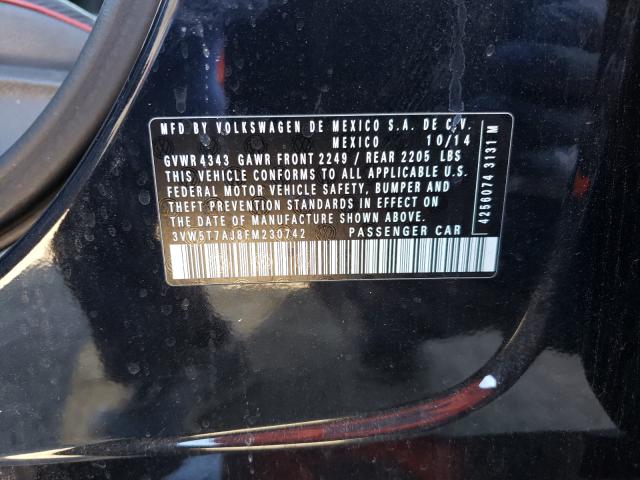 MFD BY VOLKSWAGEN DE MEXICO S.A. DE C.V.
MEXICO 10/14
GVWR 4343 GAWR FRONT 2249 / REAR 2205 LBS
THIS VEHICLE CONFORMS TO ALL APPLICABLE U.S.
FEDERAL MOTOR VEHICLE SAFETY, BUMPER AND
THEFT PREVENTION STANDARDS IN EFFECT ON
THE DATE OF MANUFACTURE SHOWN ABOVE.
3VW5T7AJ8FM230742 PASSENGER CAR
4256074 3131 M